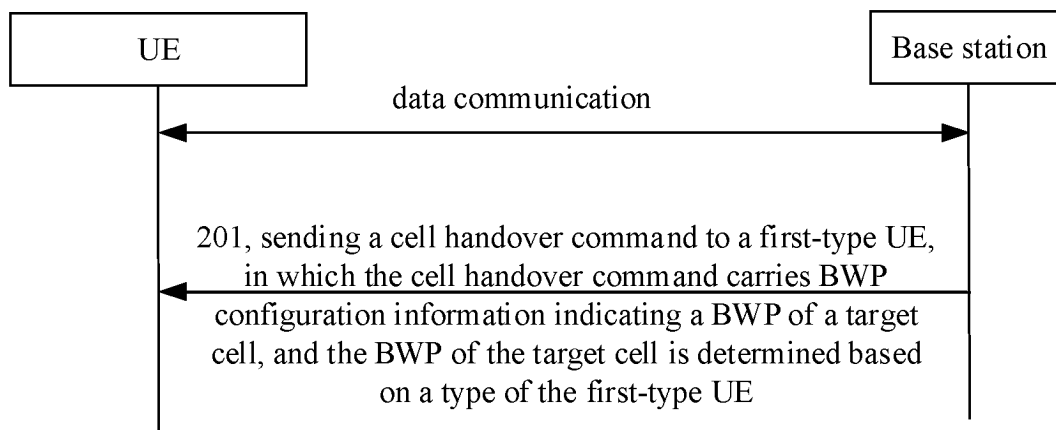 UE
Base station
data communication
201, sending a cell handover command to a first-type UE,
in which the cell handover command carries BWP
configuration information indicating a BWP of a target
cell, and the BWP of the target cell is determined based
on a type of the first-type UE